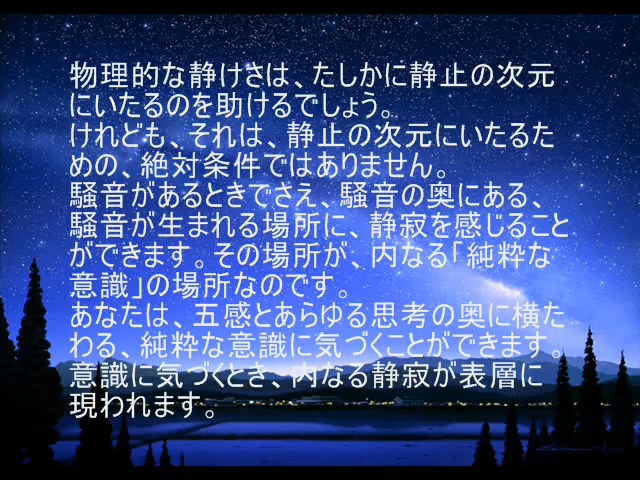 物理的な静けさは、たしかに静止の次元
にいたるのを助けるでしょう。
けれども、それは、静止の次元にいたるた
めの、絶対条件ではありません。
騒音があるときでさえ、騒音の奥にある、
騒音が生まれる場所に、静寂を感じること
ができます。その場所が、内なる「純粋な
意識」の場所なのです。
あなたは、五感とあらゆる思考の奥に横た
わる、純粋な意識に気づくことができます。
意識に気づくとき、内なる静寂が表層に
現われます。